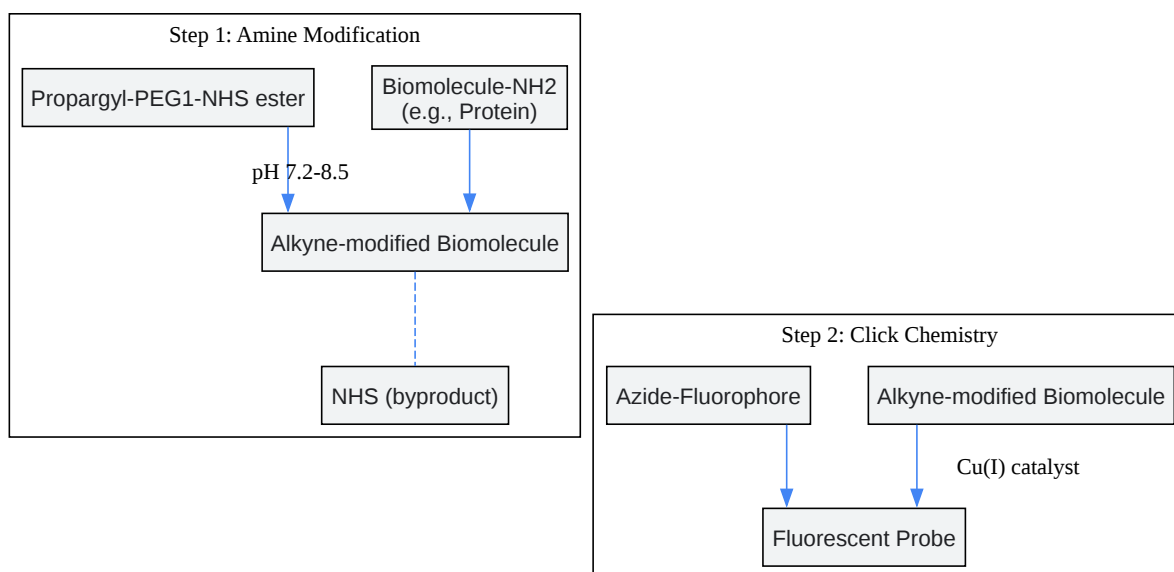 Step 1: Amine Modification
Propargyl-PEG1-NHS ester
Biomolecule-NH2
(e.g., Protein)
pH 7.2-8.5
Alkyne-modified Biomolecule
NHS (byproduct)
Step 2: Click Chemistry
Azide-Fluorophore
Alkyne-modified Biomolecule
Cu(I) catalyst
Fluorescent Probe